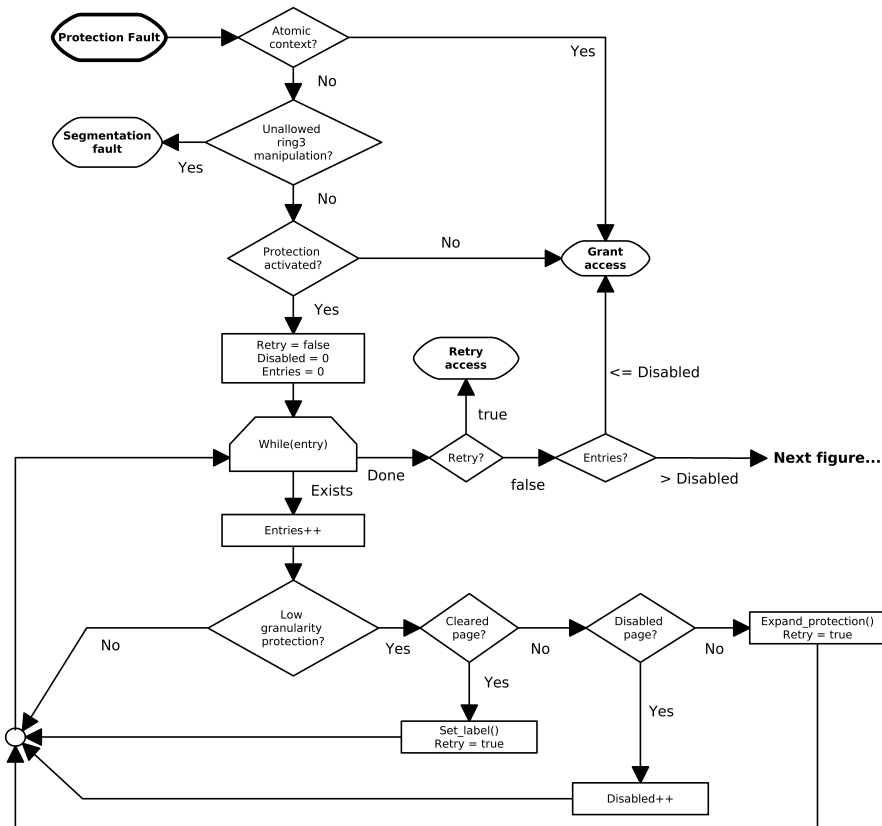 Protection Fault
Atomic
context?
Yes
No
Segmentation
fault
Yes
Unallowed
ring3
manipulation?
No
Protection
activated?
No
Grant
access
Yes
Retry = false
Disabled = 0
Entries = 0
Retry
access
<= Disabled
true
While(entry)
Done
Retry?
false
Entries?
> Disabled
Next figure...
Exists
Entries++
Low
granularity
protection?
No
Yes
Cleared
page?
No
Disabled
page?
No
Expand_protection()
Retry = true
Yes
Yes
Set_label()
Retry = true
Disabled++